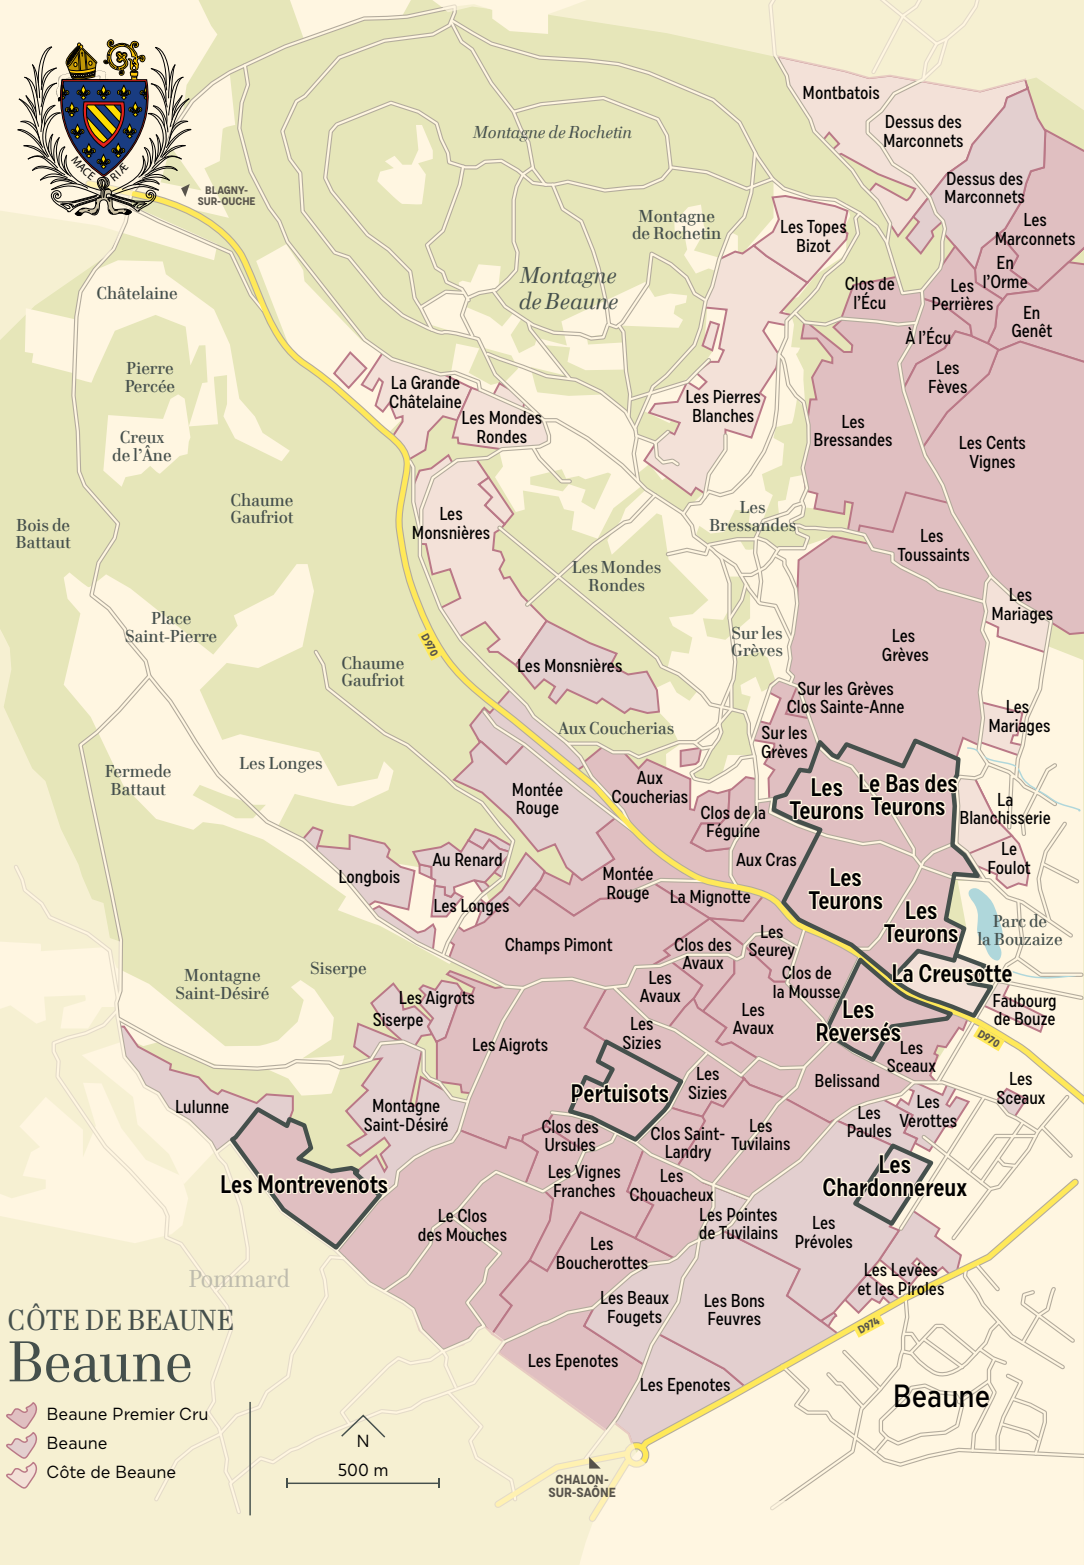 MACE RIÆ
BLAGNY-
SUR-OUCHE
Montagne de Rochetin
Montbatois
Dessus des
Marconnets
Dessus des
Marconnets
Les
Marconnets
Montagne
de Rochetin
Les Topes
Bizot
En
l'Orme
Montagne
de Beaune
Clos de
l'Écu
Les
Perrières
Châtelaine
En
Genêt
À l'Écu
Pierre
Percée
Les
Fèves
La Grande
Châtelaine
Les Pierres
Blanches
Les Mondes
Rondes
Les
Bressandes
Creux
de l'Âne
Les Cents
Vignes
Chaume
Gaufriot
Les
Bressandes
Les
Monsnières
Bois de
Battaut
Les
Toussaints
Les Mondes
Rondes
Les
Mariages
Place
Saint-Pierre
Sur les
Grèves
Les
Grèves
D970
Chaume
Gaufriot
Les Monsnières
Sur les Grèves
Clos Sainte-Anne
Les
Mariages
Aux Coucherias
Sur les
Grèves
Les Longes
Fermede
Battaut
Montée
Rouge
Aux
Coucherias
Les
Teurons
Le Bas des
Teurons
La
Blanchisserie
Clos de la
Féguine
Au Renard
Aux Cras
Le
Foulot
Longbois
Montée
Rouge
La Mignotte
Les
Teurons
Les Longes
Les
Teurons
Parc de
la Bouzaize
Champs Pimont
Clos des
Avaux
Les
Seurey
Siserpe
Montagne
Saint-Désiré
Les
Avaux
Clos de
la Mousse
La Creusotte
Les Aigrots
Siserpe
Les
Avaux
Les
Reversés
Faubourg
de Bouze
Les
Sizies
Les Aigrots
D970
Les
Sceaux
Pertuisots
Les
Sizies
Belissand
Les
Sceaux
Lulunne
Montagne
Saint-Désiré
Les
Paules
Les
Verottes
Clos des
Ursules
Clos Saint-
Landry
Les
Tuvilains
Les Montrevenots
Les Vignes
Franches
Les
Chouacheux
Les
Chardonnereux
Le Clos
des Mouches
Les Pointes
de Tuvilains
Les
Prévoles
Les
Boucherottes
Pommard
Les Levées
et les Piroles
Les Beaux
Fougets
Les Bons
Feuvres
D974
CÔTE DE BEAUNE
Beaune
Les Epenotes
Les Epenotes
Beaune
Beaune Premier Cru
Beaune
Côte de Beaune
N
500 m
CHALON-
SUR-SAÔNE